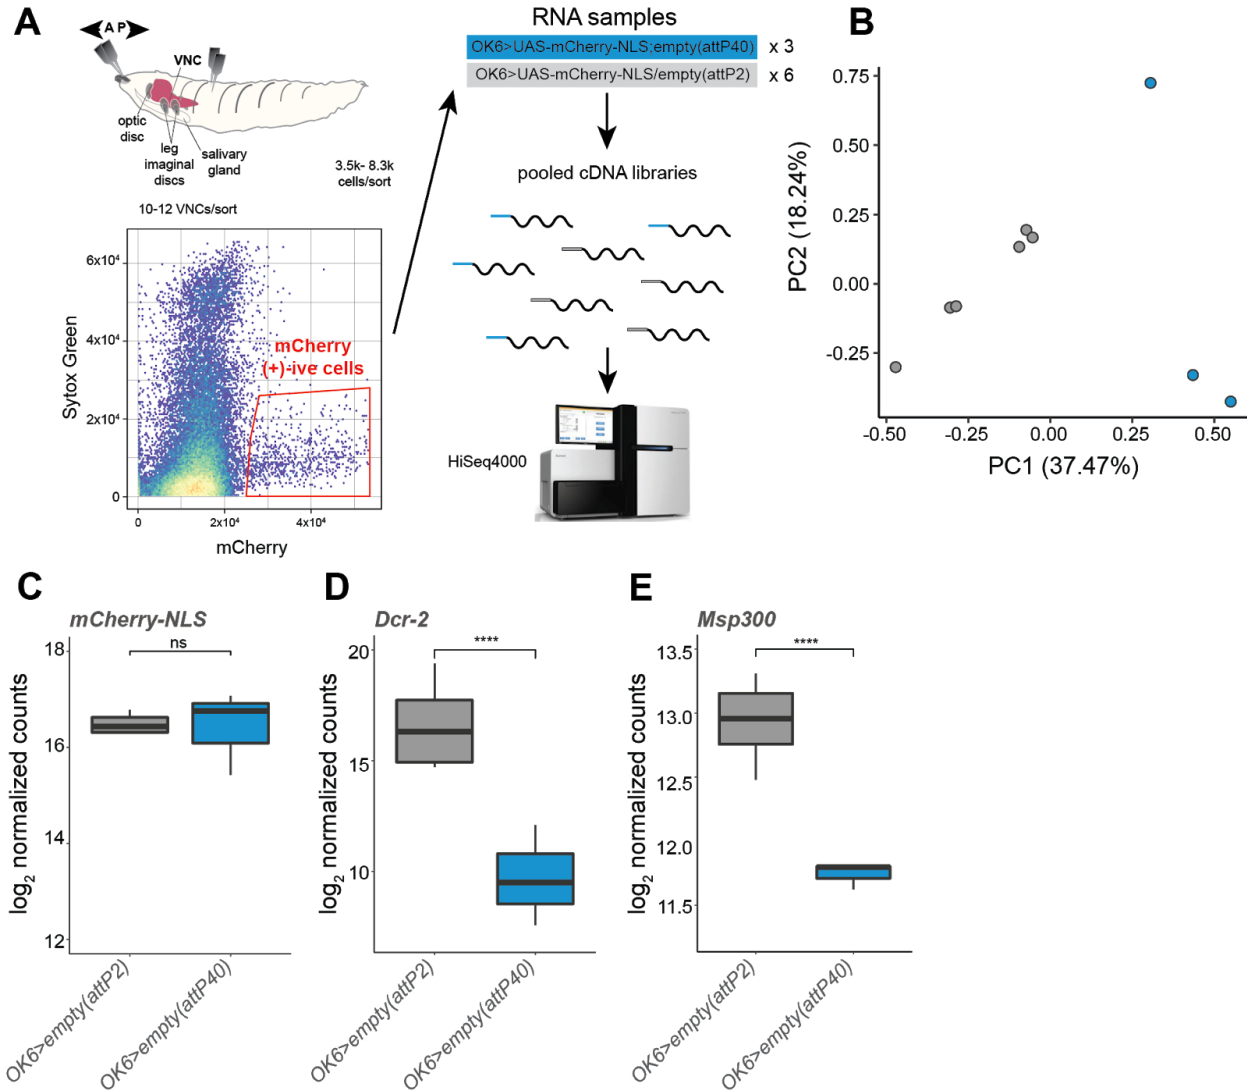 A
A P
VNC
optic
disc
leg
imaginal
discs
salivary
gland
3.5k- 8.3k
cells/sort
10-12 VNCs/sort
6x10⁴
4x10⁴
2x10⁴
0
Sytox Green
mCherry
(+)-ive cells
0
2x10⁴
4x10⁴
mCherry
RNA samples
OK6>UAS-mCherry-NLS;empty(attP40) x 3
OK6>UAS-mCherry-NLS/empty(attP2) x 6
pooled cDNA libraries
HiSeq4000
B
0.75
0.50
0.25
0.00
-0.25
PC2 (18.24%)
-0.50 -0.25 0.00 0.25 0.50
PC1 (37.47%)
C
mCherry-NLS
ns
18
16
14
12
log₂ normalized counts
OK6>empty(attP2)
OK6>empty(attP40)
D
Dcr-2
****
20
15
10
log₂ normalized counts
OK6>empty(attP2)
OK6>empty(attP40)
E
Msp300
****
13.5
13.0
12.5
12.0
11.5
log₂ normalized counts
OK6>empty(attP2)
OK6>empty(attP40)